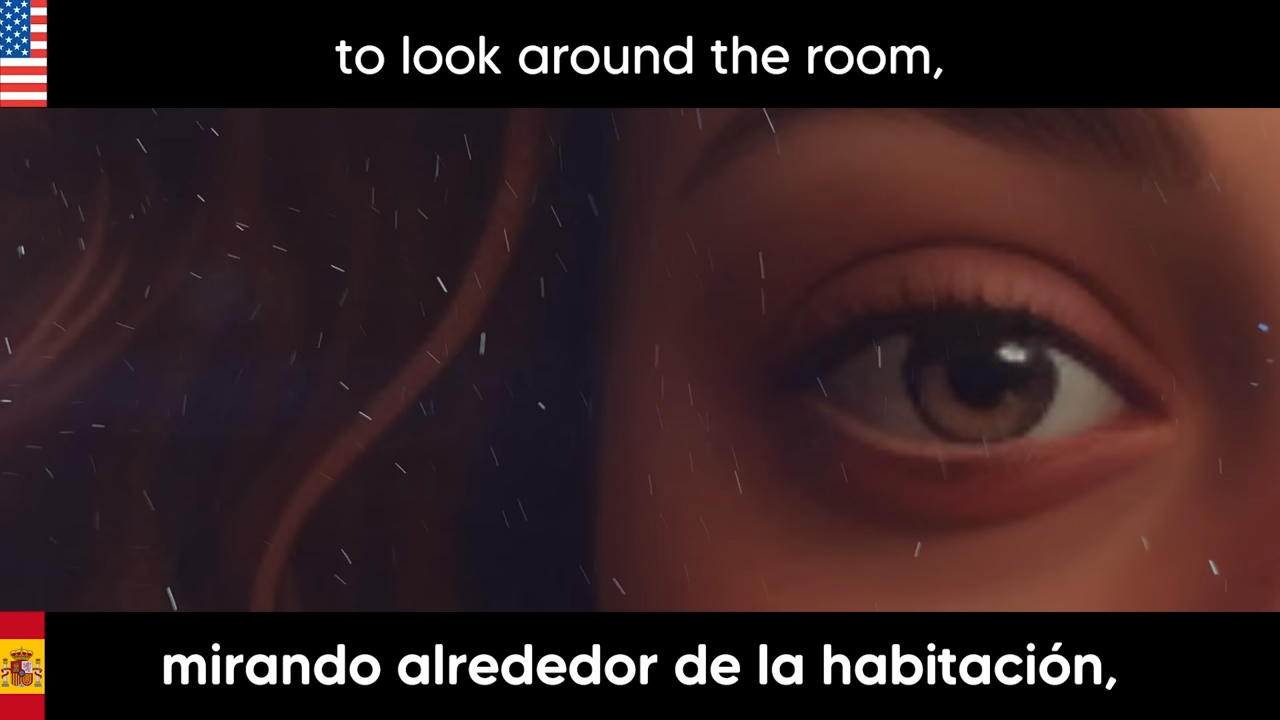 to look around the room,
mirando alrededor de la habitación,